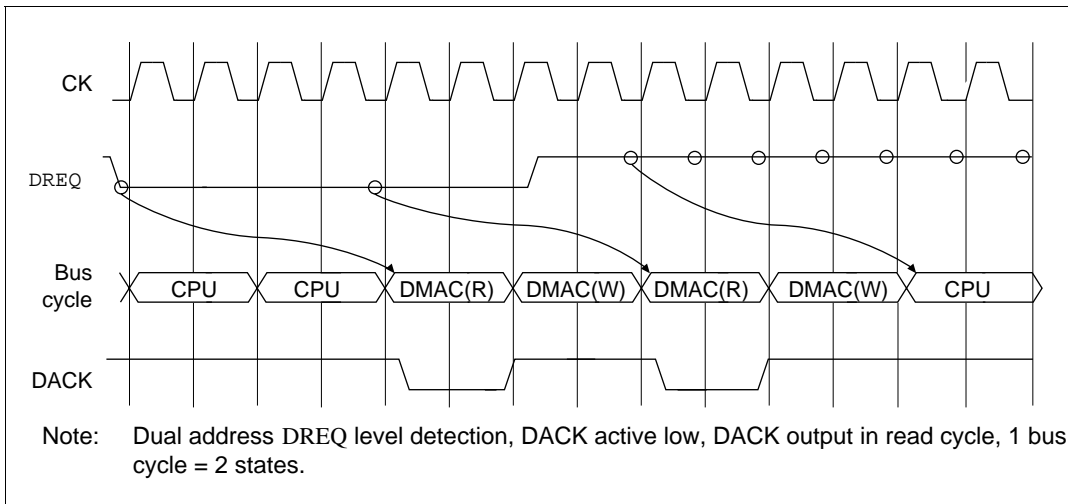 CK
DREQ
Bus
cycle
CPU CPU DMAC(R) DMAC(W) DMAC(R) DMAC(W) CPU
DACK
Note: Dual address DREQ level detection, DACK active low, DACK output in read cycle, 1 bus
cycle = 2 states.